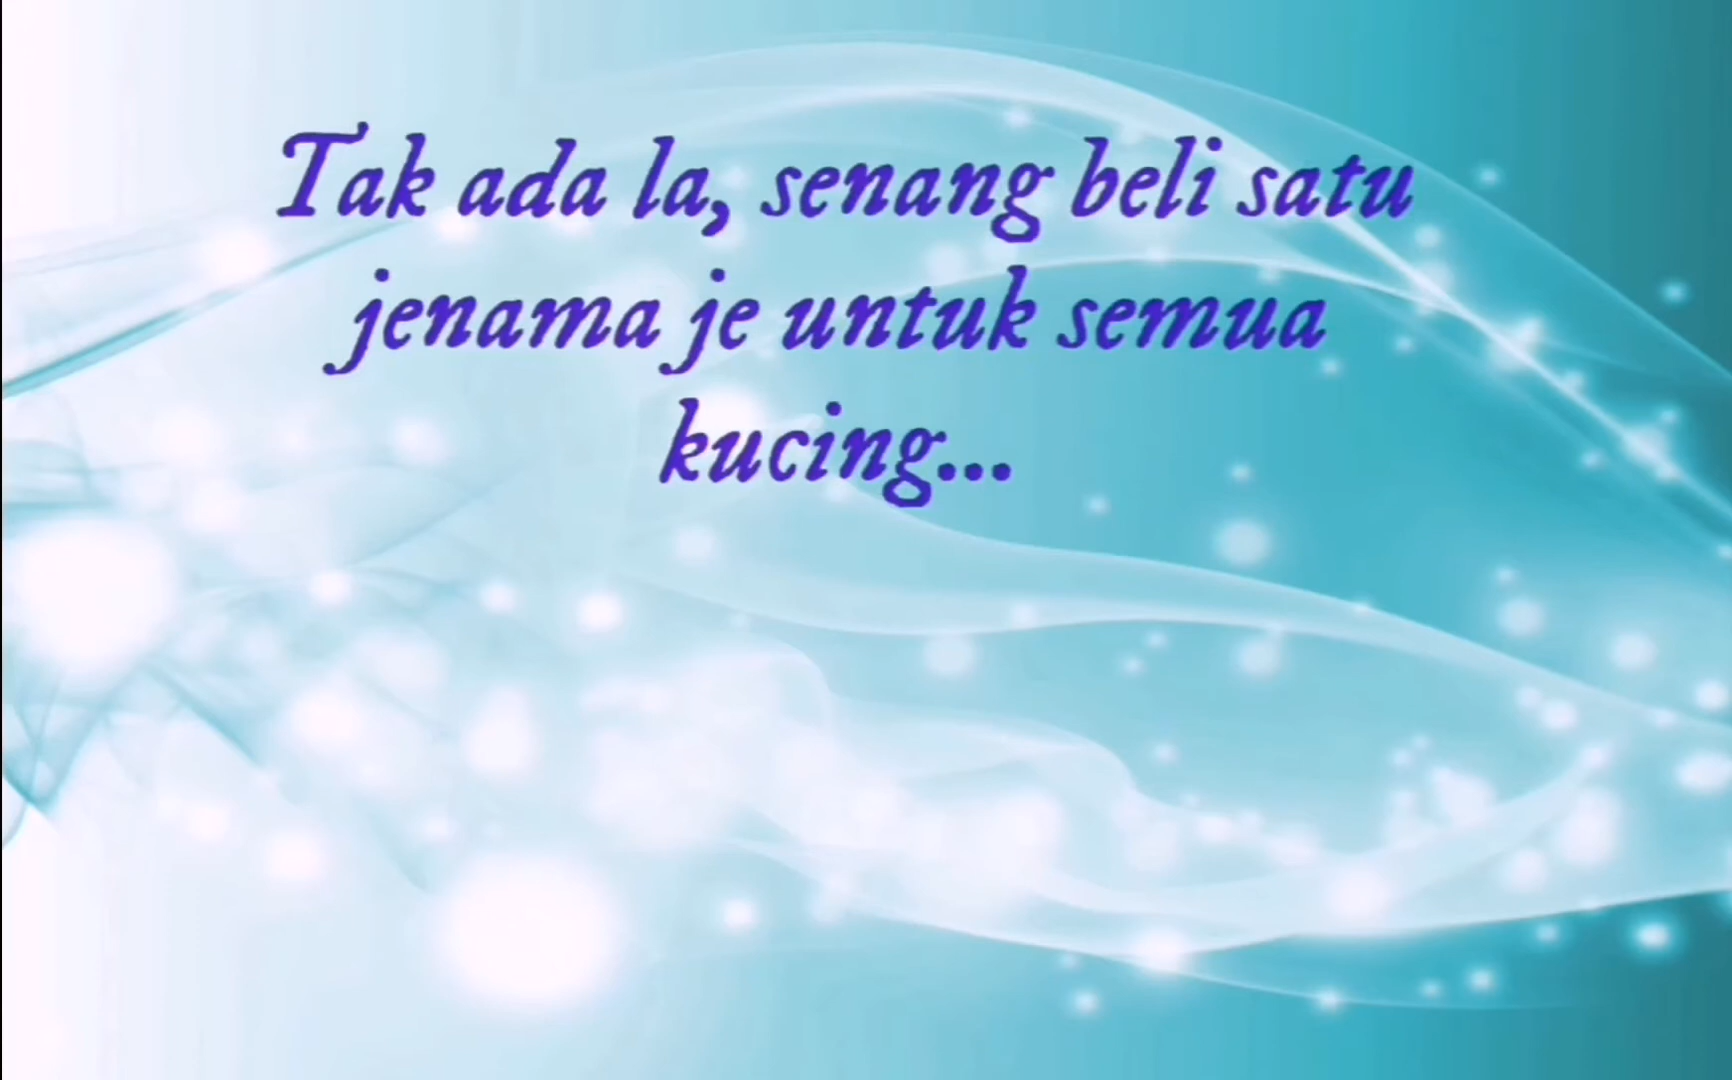 Tak ada la, senang beli satu
jenama je untuk semua
kucing...